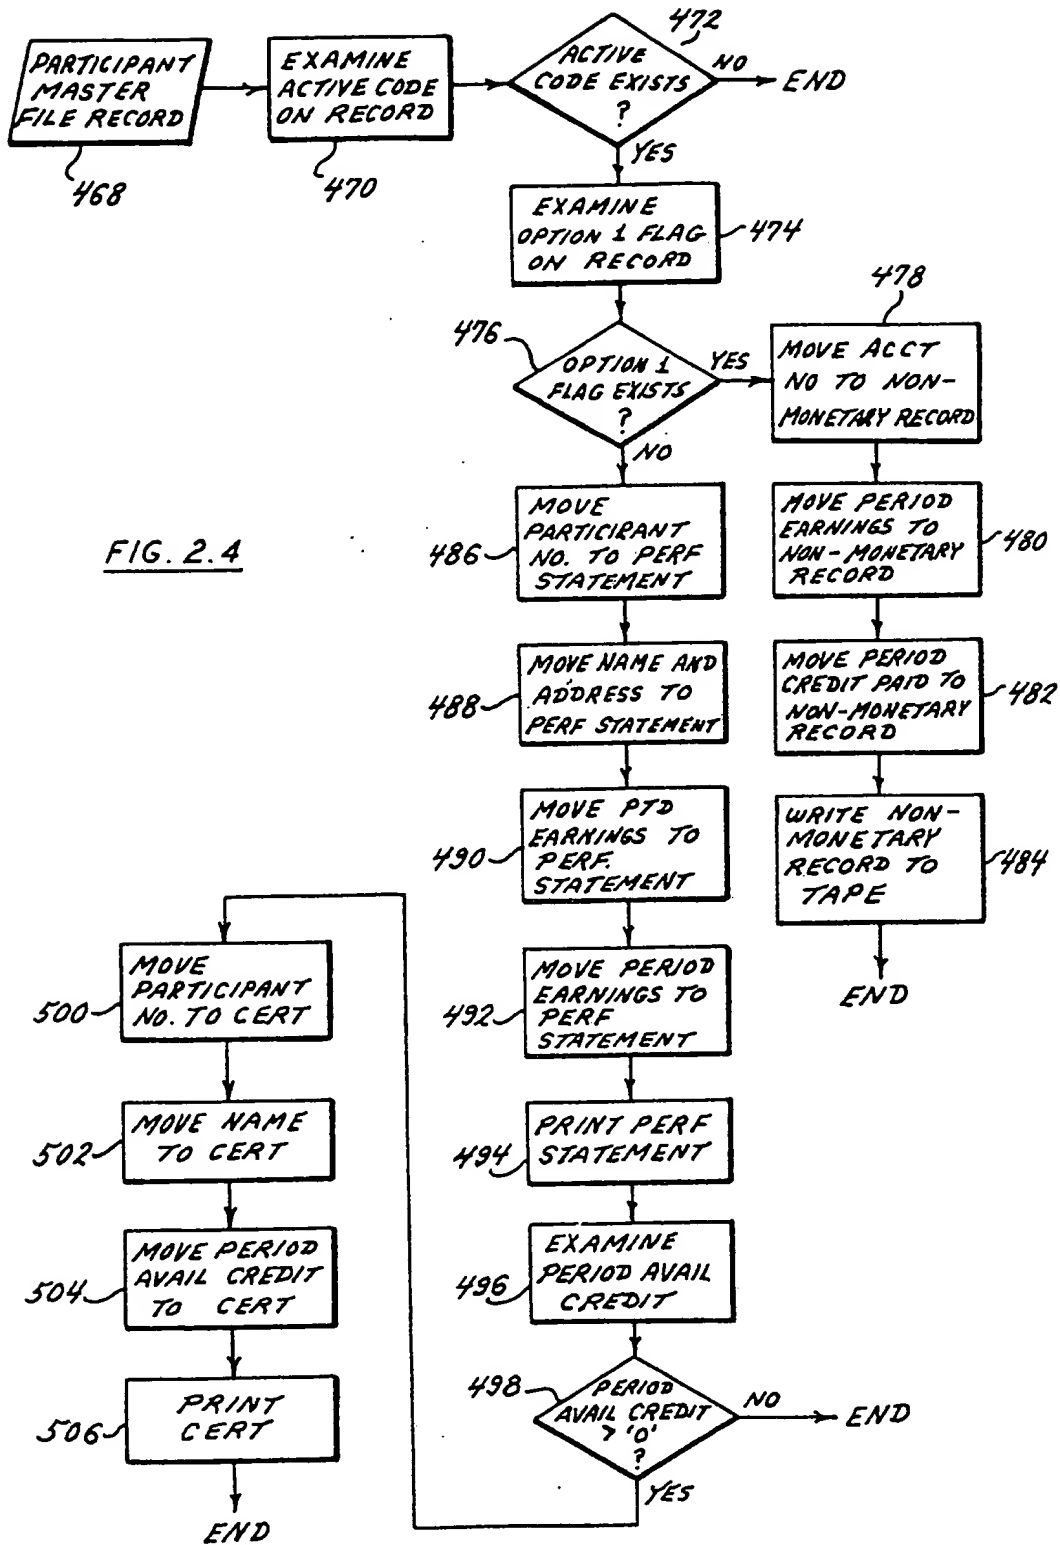 PARTICIPANT
MASTER
FILE RECORD
468
EXAMINE
ACTIVE CODE
ON RECORD
470
472
ACTIVE
CODE EXISTS
?
NO
END
YES
EXAMINE
OPTION 1 FLAG
ON RECORD
474
476
OPTION 1
FLAG EXISTS
?
YES
NO
478
MOVE ACCT
NO TO NON-
MONETARY RECORD
MOVE PERIOD
EARNINGS TO
NON-MONETARY
RECORD
480
MOVE PERIOD
CREDIT PAID TO
NON-MONETARY
RECORD
482
WRITE NON-
MONETARY
RECORD TO
TAPE
484
END
FIG. 2.4
MOVE
PARTICIPANT
NO. TO PERF
STATEMENT
486
MOVE NAME AND
ADDRESS TO
PERF STATEMENT
488
MOVE PTD
EARNINGS TO
PERF.
STATEMENT
490
MOVE PERIOD
EARNINGS TO
PERF
STATEMENT
492
PRINT PERF
STATEMENT
494
EXAMINE
PERIOD AVAIL
CREDIT
496
498
PERIOD
AVAIL CREDIT
> '0'
?
NO
END
YES
MOVE
PARTICIPANT
NO. TO CERT
500
MOVE NAME
TO CERT
502
MOVE PERIOD
AVAIL CREDIT
TO CERT
504
PRINT
CERT
506
END